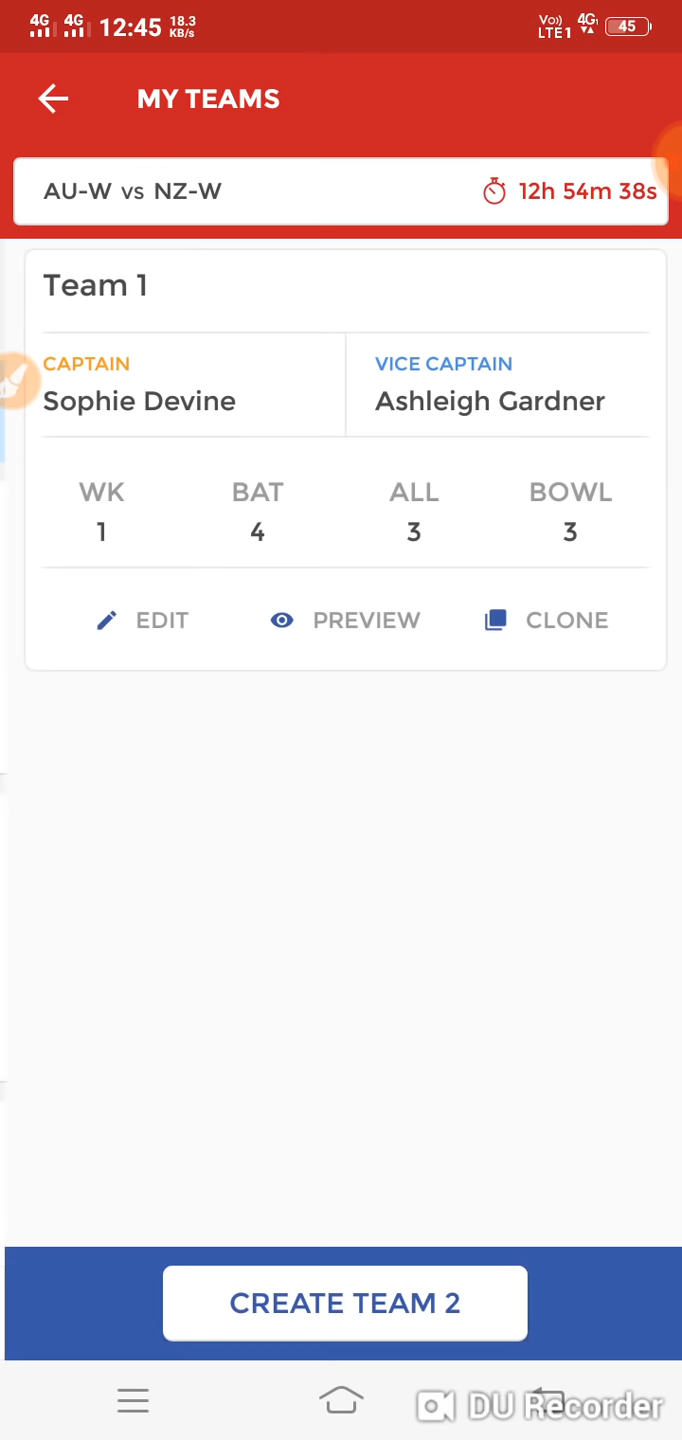 4G 4G 12:45 18.3 KB/s Vo)) LTE1 4G 45
MY TEAMS
AU-W vs NZ-W 12h 54m 38s
Team 1
CAPTAIN VICE CAPTAIN
Sophie Devine Ashleigh Gardner
WK BAT ALL BOWL
1 4 3 3
EDIT PREVIEW CLONE
CREATE TEAM 2
DU Recorder